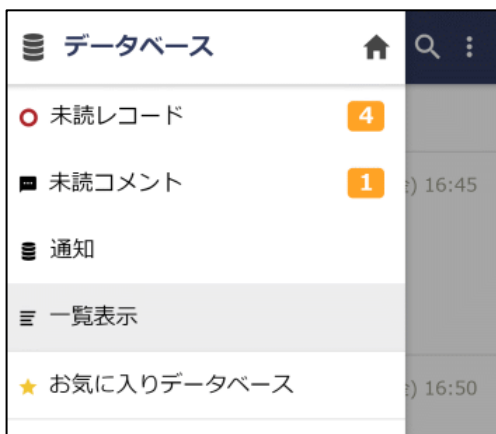 データベース
未読レコード 4
未読コメント 1
) 16:45
通知
一覧表示
お気に入りデータベース
) 16:50